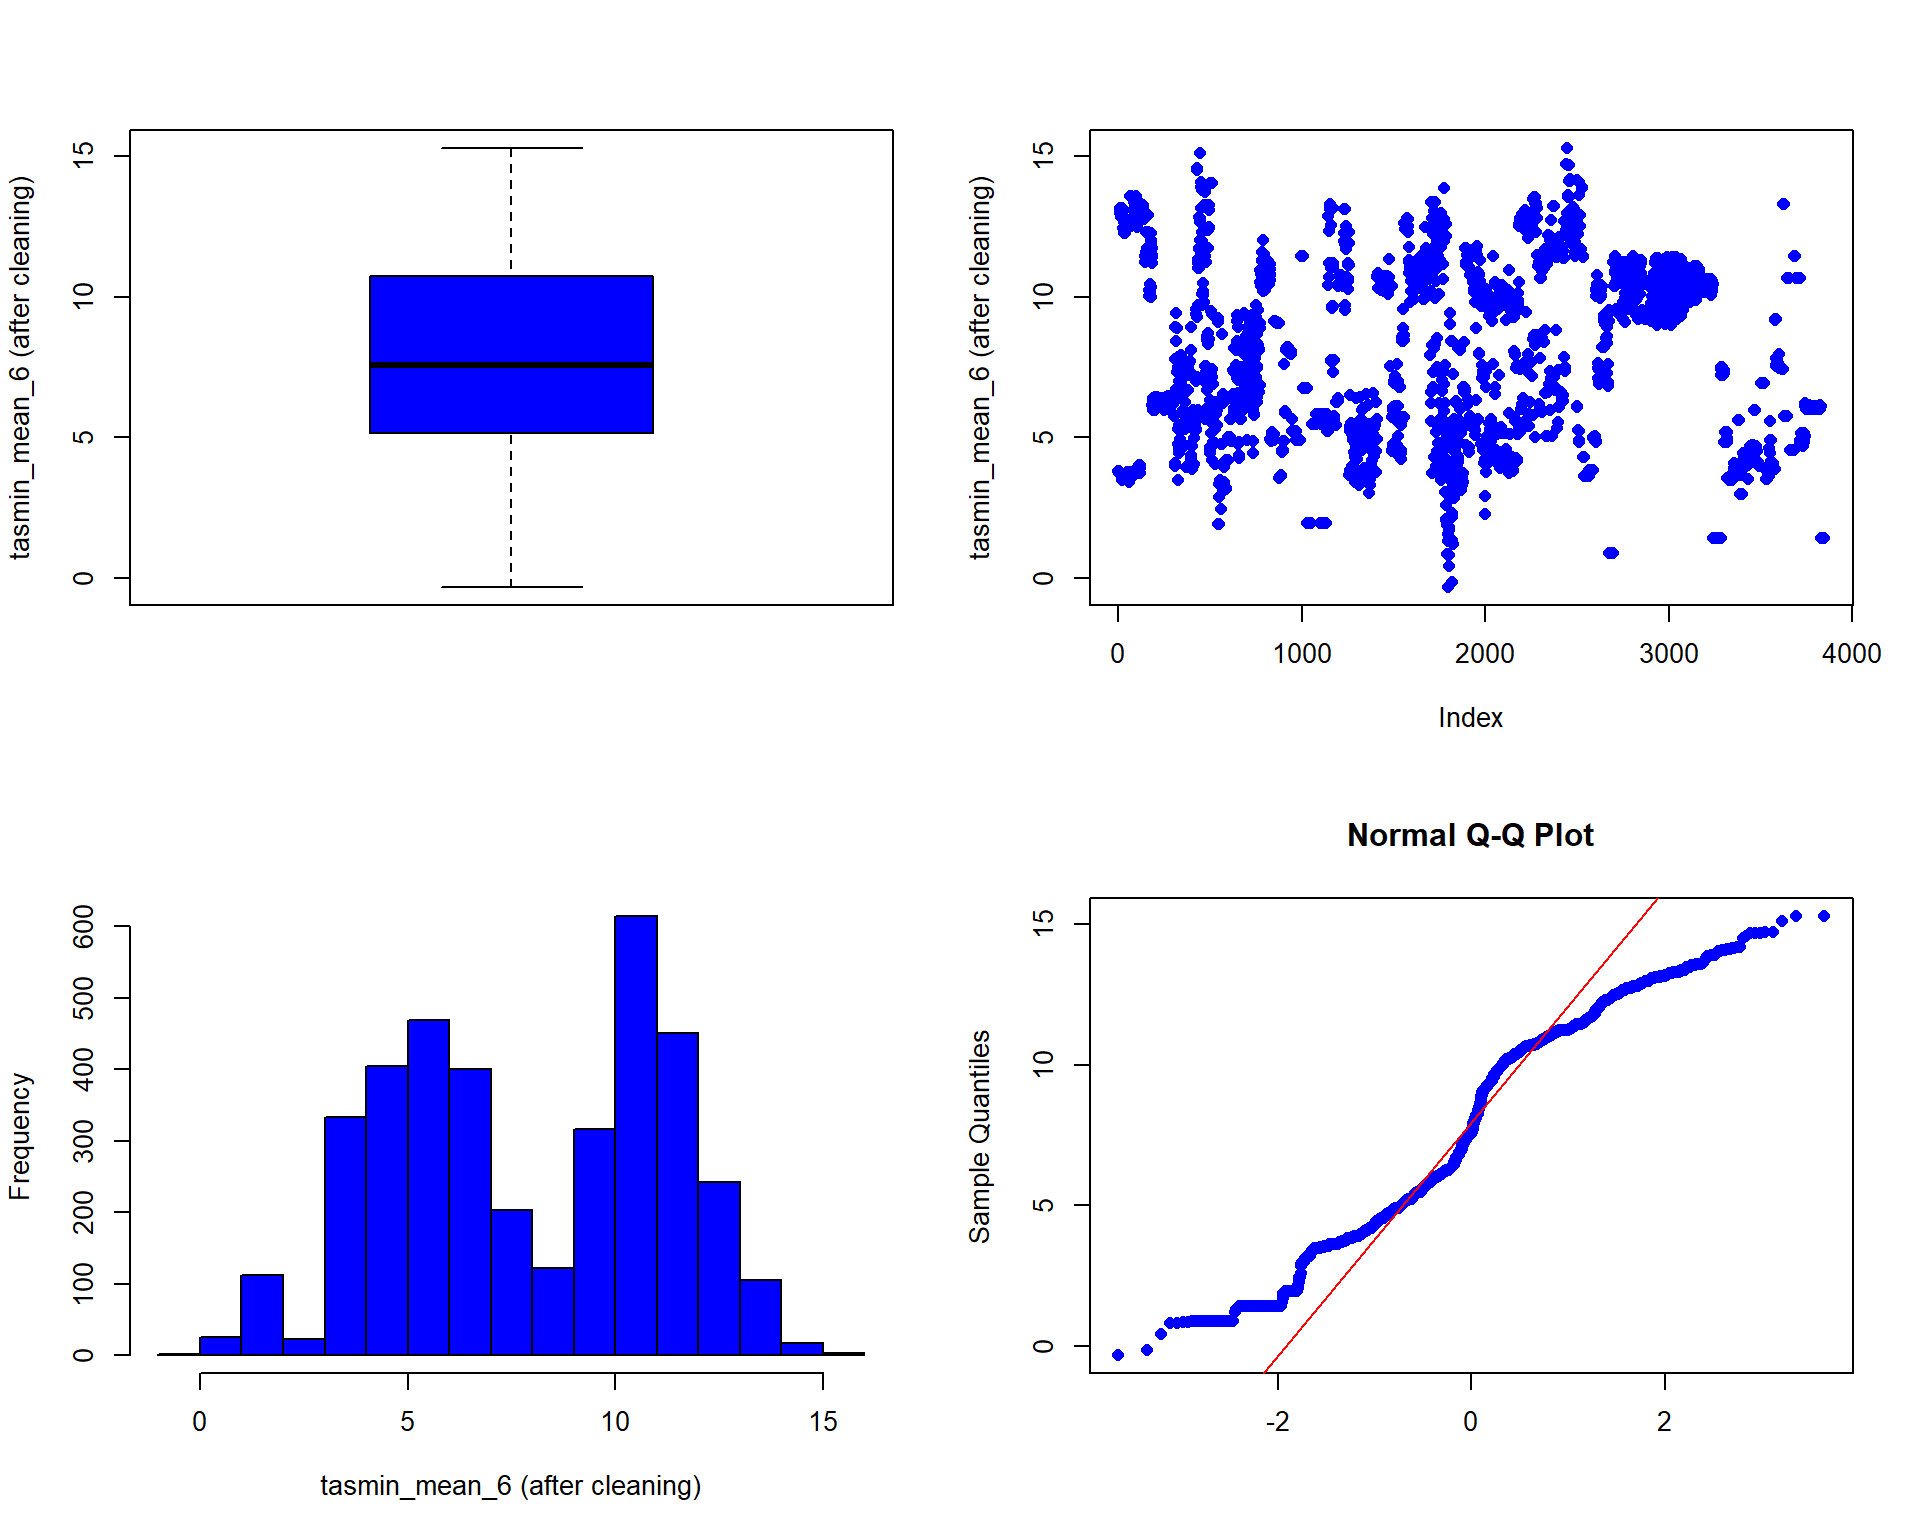 tasmin_mean_6 (after cleaning)
0 5 10 15
tasmin_mean_6 (after cleaning)
0 5 10 15
0 1000 2000 3000 4000
Index
Frequency
0 100 200 300 400 500 600
0 5 10 15
tasmin_mean_6 (after cleaning)
Normal Q-Q Plot
Sample Quantiles
0 5 10 15
-2 0 2